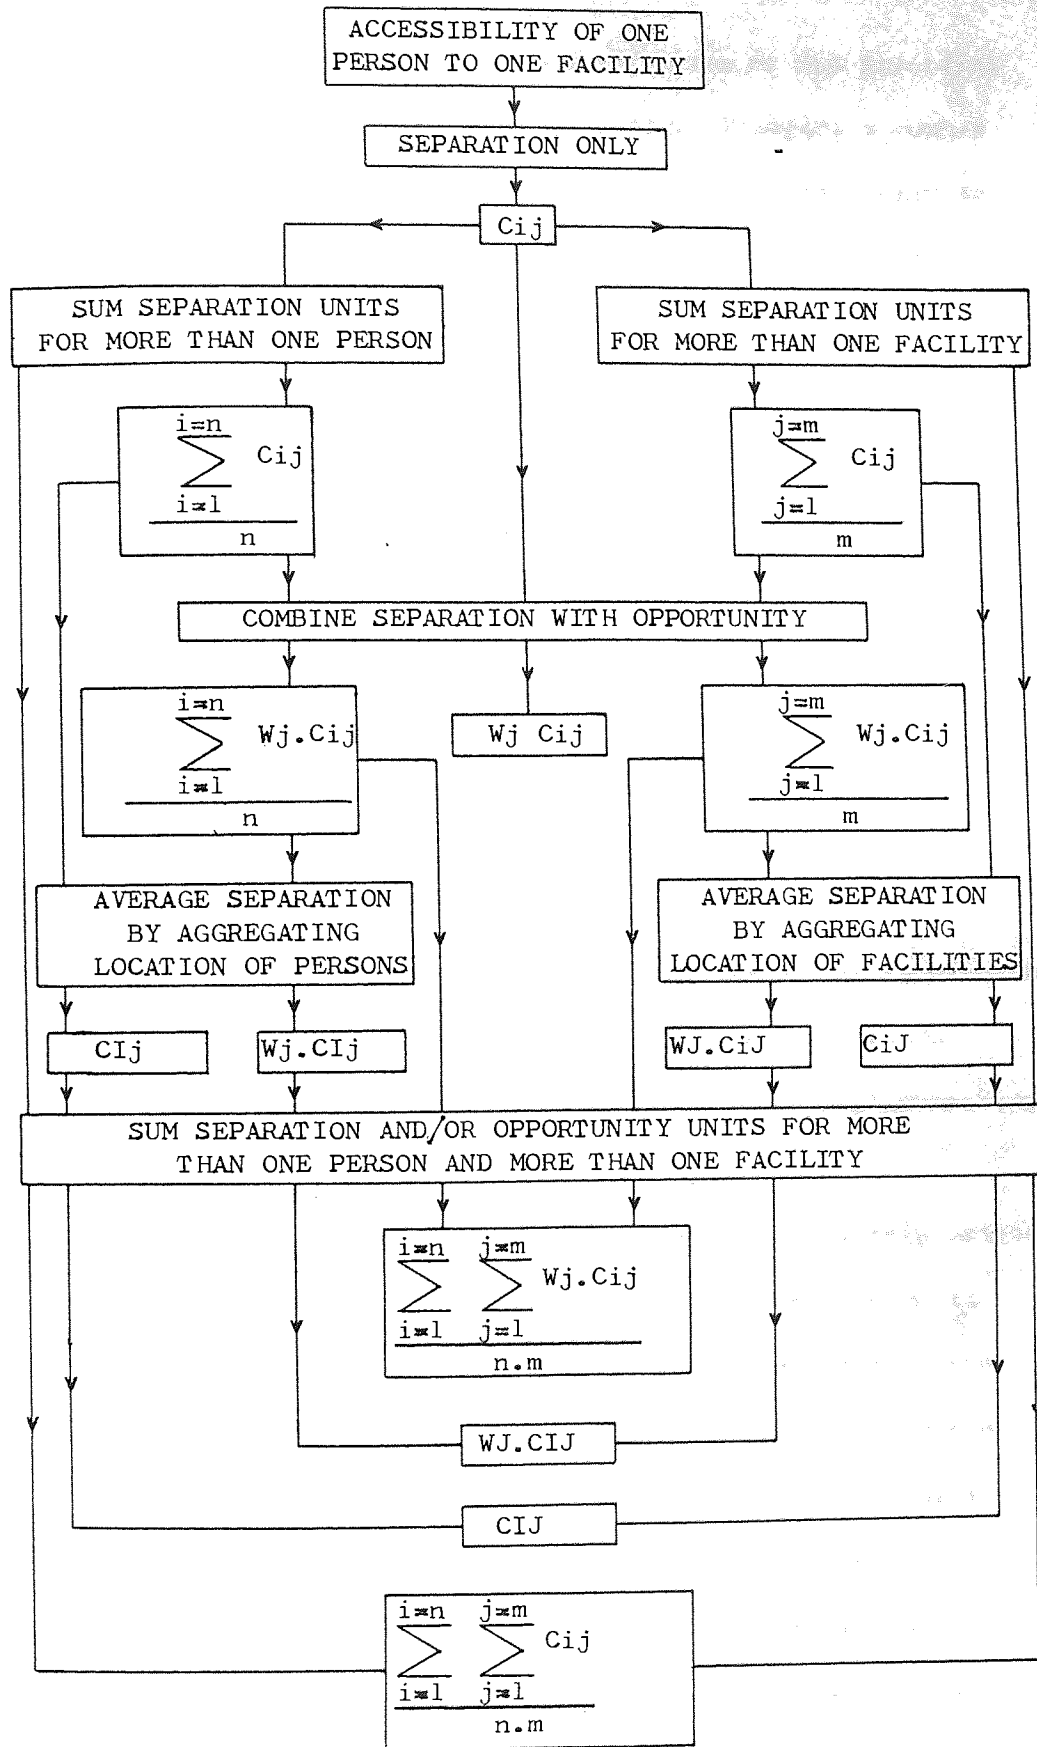 ACCESSIBILITY OF ONE
PERSON TO ONE FACILITY
SEPARATION ONLY
Cij
SUM SEPARATION UNITS
FOR MORE THAN ONE PERSON
SUM SEPARATION UNITS
FOR MORE THAN ONE FACILITY
i=n
∑ Cij
i=1
n
j=m
∑ Cij
j=1
m
COMBINE SEPARATION WITH OPPORTUNITY
i=n
∑ Wj.Cij
i=1
n
Wj Cij
j=m
∑ Wj.Cij
j=1
m
AVERAGE SEPARATION
BY AGGREGATING
LOCATION OF PERSONS
AVERAGE SEPARATION
BY AGGREGATING
LOCATION OF FACILITIES
CIj
Wj.CIj
WJ.CiJ
CiJ
SUM SEPARATION AND/OR OPPORTUNITY UNITS FOR MORE
THAN ONE PERSON AND MORE THAN ONE FACILITY
i=n j=m
∑ ∑ Wj.Cij
i=1 j=1
n.m
WJ.CIJ
CIJ
i=n j=m
∑ ∑ Cij
i=1 j=1
n.m